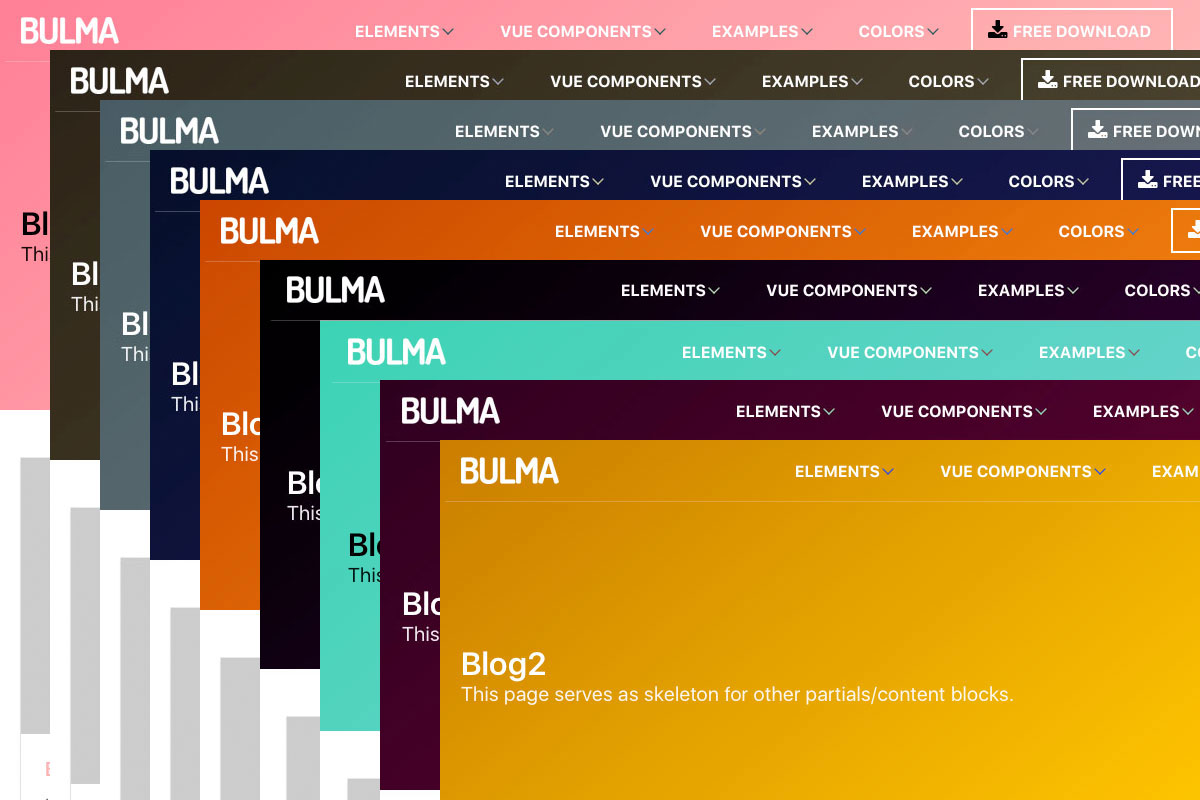 BULMA ELEMENTS VUE COMPONENTS EXAMPLES COLORS FREE DOWNLOAD
BULMA ELEMENTS VUE COMPONENTS EXAMPLES COLORS FREE DOWNLOAD
BULMA ELEMENTS VUE COMPONENTS EXAMPLES COLORS FREE DOWN
BULMA ELEMENTS VUE COMPONENTS EXAMPLES COLORS FREE
BULMA ELEMENTS VUE COMPONENTS EXAMPLES COLORS
Bl
This
BULMA ELEMENTS VUE COMPONENTS EXAMPLES COLORS
Bl
Thi
BULMA ELEMENTS VUE COMPONENTS EXAMPLES C
Bl
Thi
BULMA ELEMENTS VUE COMPONENTS EXAMPLES
Bl
Thi
Blo
This
BULMA ELEMENTS VUE COMPONENTS EXAM
Blo
This
Blo
This
Blo
This
Blog2
This page serves as skeleton for other partials/content blocks.